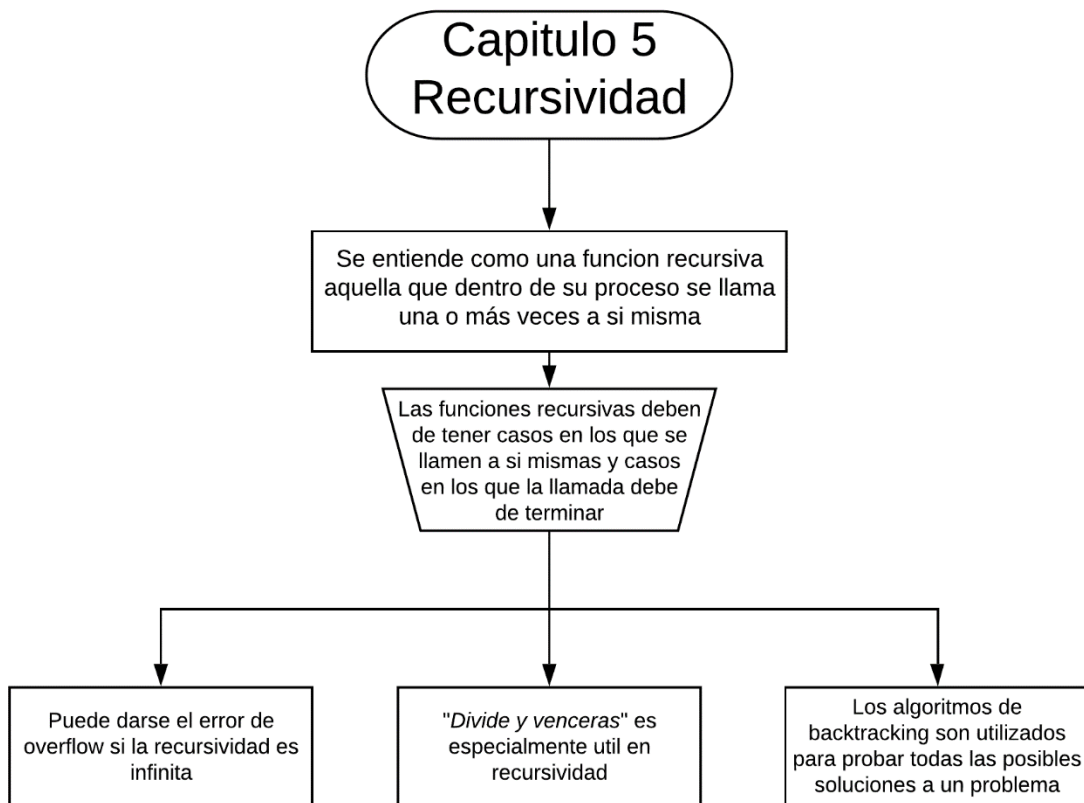 Capitulo 5
Recursividad
Se entiende como una funcion recursiva
aquella que dentro de su proceso se llama
una o más veces a si misma
Las funciones recursivas deben
de tener casos en los que se
llamen a si mismas y casos
en los que la llamada debe
de terminar
Puede darse el error de
overflow si la recursividad es
infinita
"Divide y venceras" es
especialmente util en
recursividad
Los algoritmos de
backtracking son utilizados
para probar todas las posibles
soluciones a un problema